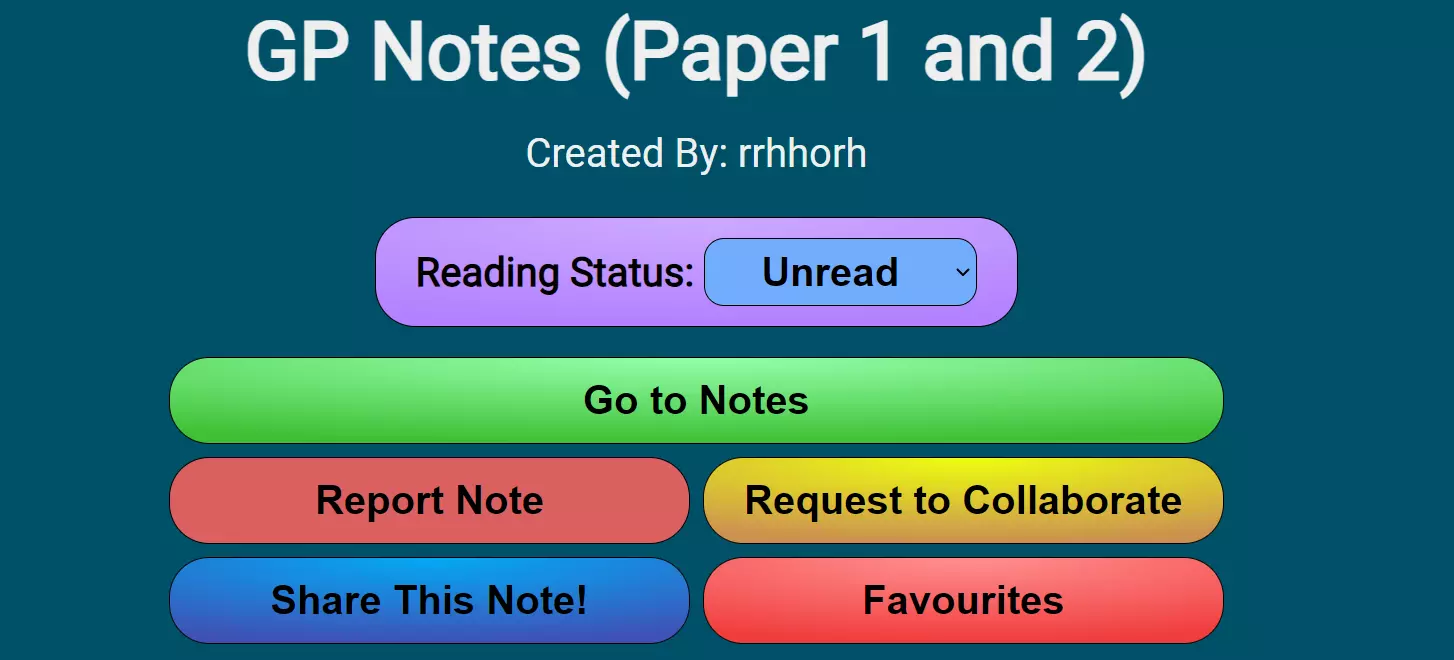 GP Notes (Paper 1 and 2)
Created By: rrhhorh
Reading Status: Unread
Go to Notes
Report Note
Request to Collaborate
Share This Note!
Favourites